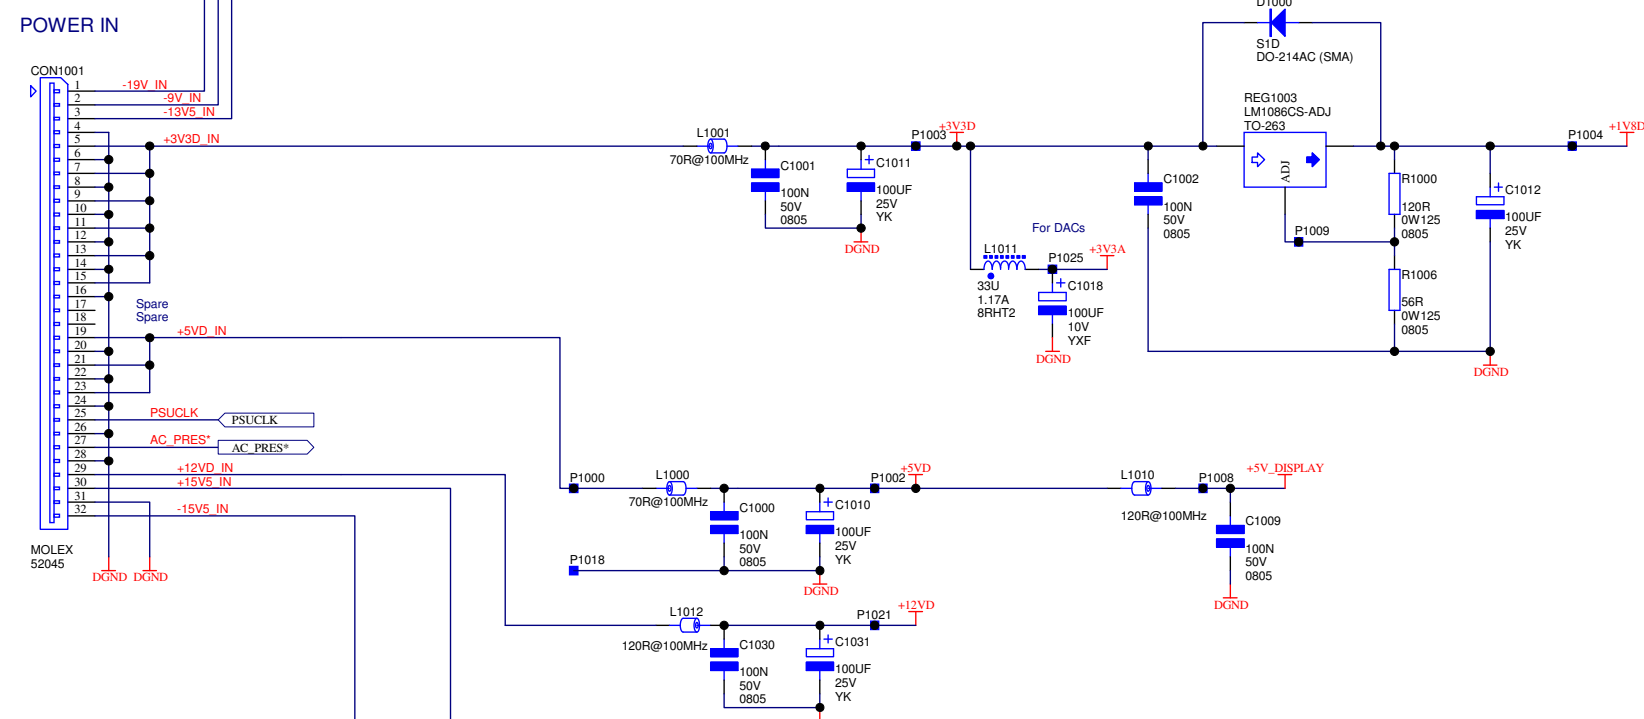 POWER IN
CON1001
1
-19V_IN
2
-9V_IN
3
-13V5_IN
4
5
+3V3D_IN
6
7
8
9
10
11
12
13
14
15
16
17
Spare
18
Spare
19
+5VD_IN
20
21
22
23
24
25
PSUCLK
PSUCLK
26
27
AC_PRES*
AC_PRES*
28
29
+12VD_IN
30
+15V5_IN
31
32
-15V5_IN
MOLEX
52045
DGND
DGND
L1001
70R@100MHz
C1001
100N
50V
0805
C1011
100UF
25V
YK
DGND
P1003
+3V3D
For DACs
L1011
33U
1.17A
8RHT2
P1025
+3V3A
C1018
100UF
10V
YXF
DGND
D1000
S1D
DO-214AC (SMA)
REG1003
LM1086CS-ADJ
TO-263
ADJ
C1002
100N
50V
0805
P1009
R1000
120R
0W125
0805
R1006
56R
0W125
0805
C1012
100UF
25V
YK
DGND
P1004
+1V8D
P1000
L1000
70R@100MHz
C1000
100N
50V
0805
C1010
100UF
25V
YK
P1018
DGND
P1002
+5VD
L1010
120R@100MHz
P1008
+5V_DISPLAY
C1009
100N
50V
0805
DGND
L1012
120R@100MHz
C1030
100N
50V
0805
C1031
100UF
25V
YK
P1021
+12VD